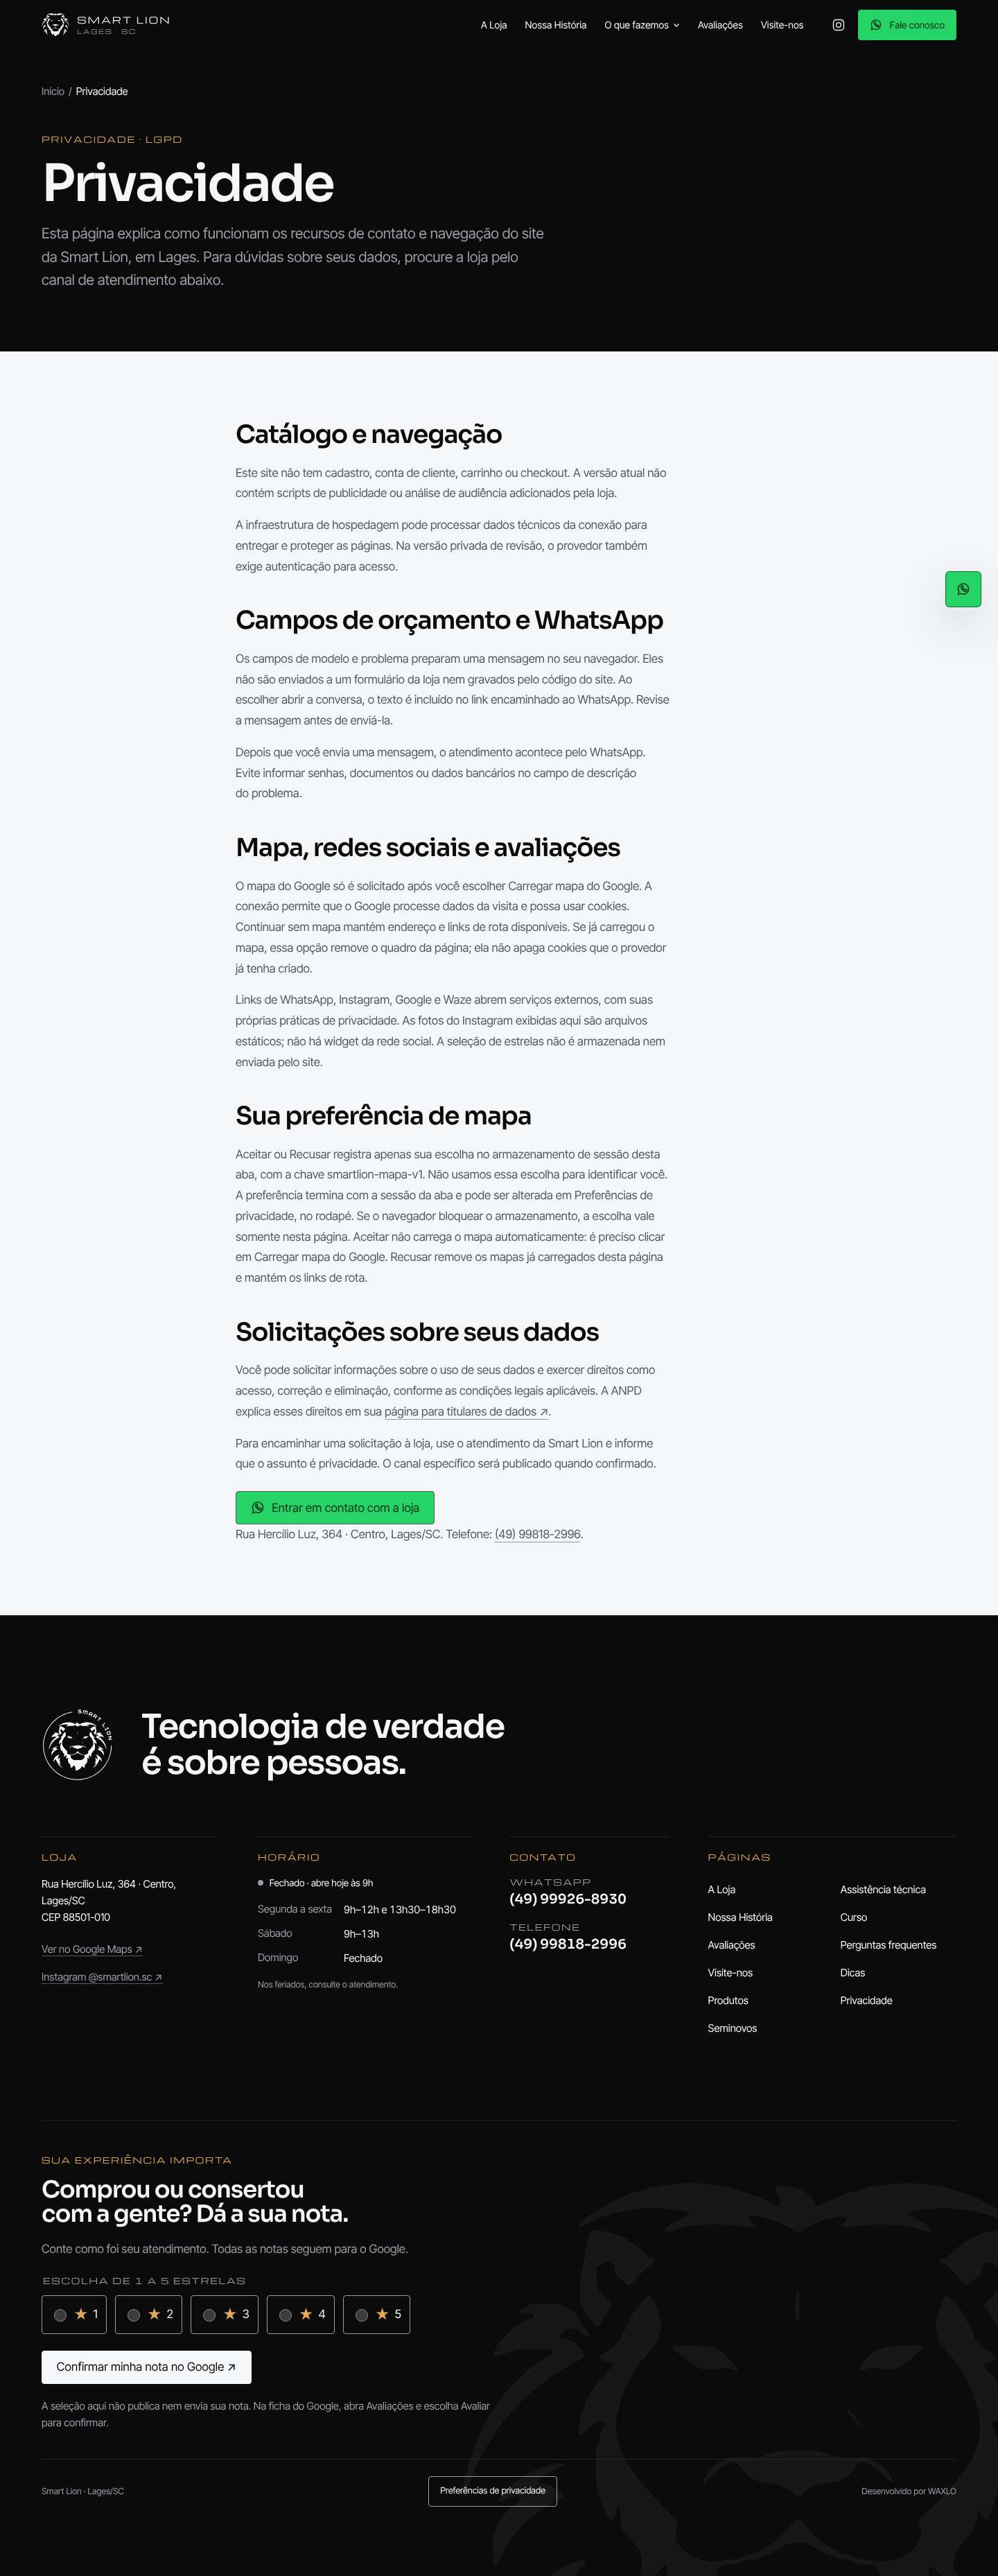 SMART LION
LAGES · SC
A Loja
Nossa História
O que fazemos
Avaliações
Visite-nos
Fale conosco
Início / Privacidade
PRIVACIDADE · LGPD
Privacidade
Esta página explica como funcionam os recursos de contato e navegação do site
da Smart Lion, em Lages. Para dúvidas sobre seus dados, procure a loja pelo
canal de atendimento abaixo.
Catálogo e navegação
Este site não tem cadastro, conta de cliente, carrinho ou checkout. A versão atual não
contém scripts de publicidade ou análise de audiência adicionados pela loja.
A infraestrutura de hospedagem pode processar dados técnicos da conexão para
entregar e proteger as páginas. Na versão privada de revisão, o provedor também
exige autenticação para acesso.
Campos de orçamento e WhatsApp
Os campos de modelo e problema preparam uma mensagem no seu navegador. Eles
não são enviados a um formulário da loja nem gravados pelo código do site. Ao
escolher abrir a conversa, o texto é incluído no link encaminhado ao WhatsApp. Revise
a mensagem antes de enviá-la.
Depois que você envia uma mensagem, o atendimento acontece pelo WhatsApp.
Evite informar senhas, documentos ou dados bancários no campo de descrição
do problema.
Mapa, redes sociais e avaliações
O mapa do Google só é solicitado após você escolher Carregar mapa do Google. A
conexão permite que o Google processe dados da visita e possa usar cookies.
Continuar sem mapa mantém endereço e links de rota disponíveis. Se já carregou o
mapa, essa opção remove o quadro da página; ela não apaga cookies que o provedor
já tenha criado.
Links de WhatsApp, Instagram, Google e Waze abrem serviços externos, com suas
próprias práticas de privacidade. As fotos do Instagram exibidas aqui são arquivos
estáticos; não há widget da rede social. A seleção de estrelas não é armazenada nem
enviada pelo site.
Sua preferência de mapa
Aceitar ou Recusar registra apenas sua escolha no armazenamento de sessão desta
aba, com a chave smartlion-mapa-v1. Não usamos essa escolha para identificar você.
A preferência termina com a sessão da aba e pode ser alterada em Preferências de
privacidade, no rodapé. Se o navegador bloquear o armazenamento, a escolha vale
somente nesta página. Aceitar não carrega o mapa automaticamente: é preciso clicar
em Carregar mapa do Google. Recusar remove os mapas já carregados desta página
e mantém os links de rota.
Solicitações sobre seus dados
Você pode solicitar informações sobre o uso de seus dados e exercer direitos como
acesso, correção e eliminação, conforme as condições legais aplicáveis. A ANPD
explica esses direitos em sua página para titulares de dados ↗.
Para encaminhar uma solicitação à loja, use o atendimento da Smart Lion e informe
que o assunto é privacidade. O canal específico será publicado quando confirmado.
Entrar em contato com a loja
Rua Hercílio Luz, 364 · Centro, Lages/SC. Telefone: (49) 99818-2996.
SMART LION
Tecnologia de verdade
é sobre pessoas.
LOJA
Rua Hercílio Luz, 364 · Centro,
Lages/SC
CEP 88501-010
Ver no Google Maps ↗
Instagram @smartlion.sc ↗
HORÁRIO
Fechado · abre hoje às 9h
Segunda a sexta 9h–12h e 13h30–18h30
Sábado 9h–13h
Domingo Fechado
Nos feriados, consulte o atendimento.
CONTATO
WHATSAPP
(49) 99926-8930
TELEFONE
(49) 99818-2996
PÁGINAS
A Loja
Nossa História
Avaliações
Visite-nos
Produtos
Seminovos
Assistência técnica
Curso
Perguntas frequentes
Dicas
Privacidade
SUA EXPERIÊNCIA IMPORTA
Comprou ou consertou
com a gente? Dá a sua nota.
Conte como foi seu atendimento. Todas as notas seguem para o Google.
ESCOLHA DE 1 A 5 ESTRELAS
★ 1
★ 2
★ 3
★ 4
★ 5
Confirmar minha nota no Google ↗
A seleção aqui não publica nem envia sua nota. Na ficha do Google, abra Avaliações e escolha Avaliar
para confirmar.
Smart Lion · Lages/SC
Preferências de privacidade
Desenvolvido por WAXLO